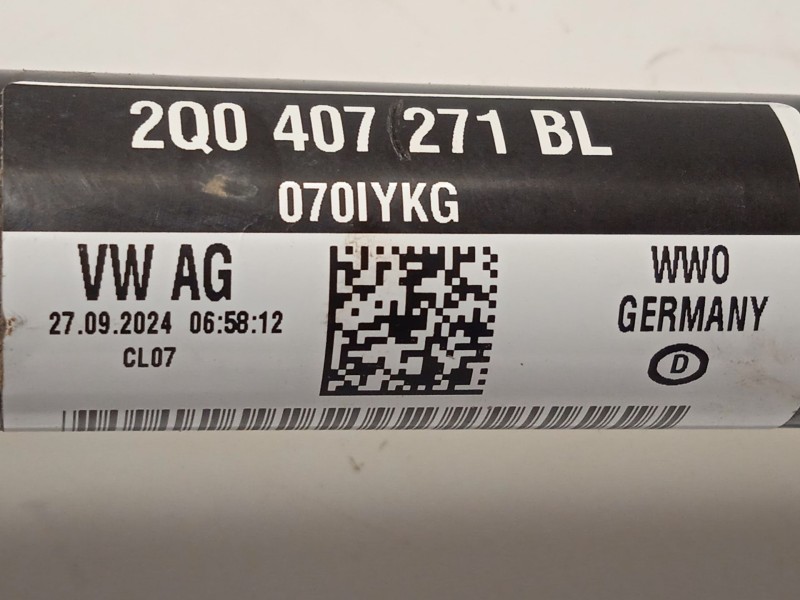 2Q0 407 271 BL
070IYKG
VW AG
27.09.2024 06:58:12
CL07
WWO
GERMANY
D